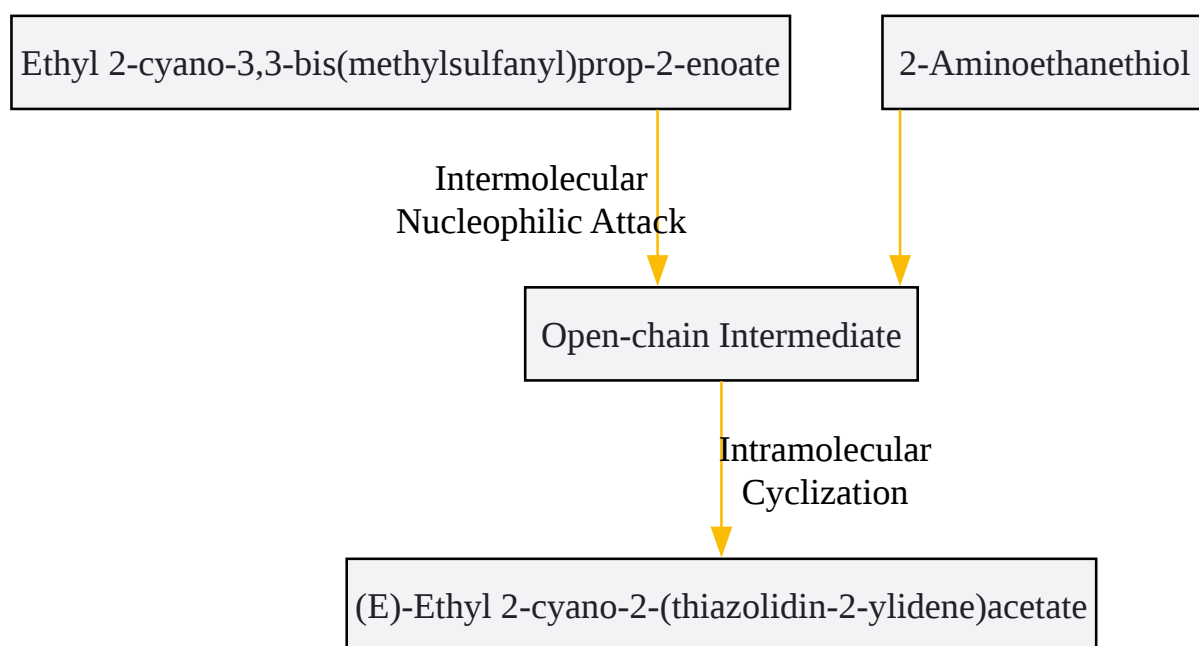 Ethyl 2-cyano-3,3-bis(methylsulfanyl)prop-2-enoate
2-Aminoethanethiol
Intermolecular
Nucleophilic Attack
Open-chain Intermediate
Intramolecular
Cyclization
(E)-Ethyl 2-cyano-2-(thiazolidin-2-ylidene)acetate